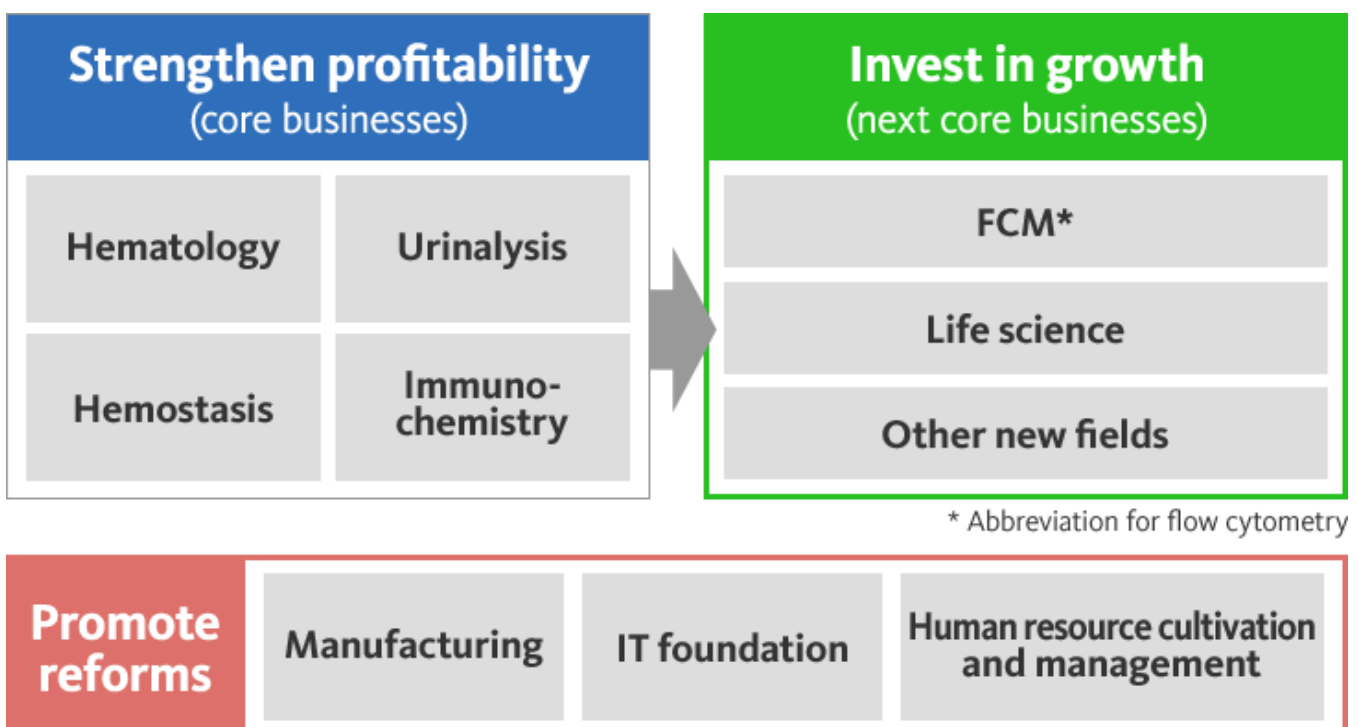 Strengthen profitability
(core businesses)
Hematology
Urinalysis
Hemostasis
Immuno-
chemistry
Invest in growth
(next core businesses)
FCM*
Life science
Other new fields
* Abbreviation for flow cytometry
Promote
reforms
Manufacturing
IT foundation
Human resource cultivation
and management